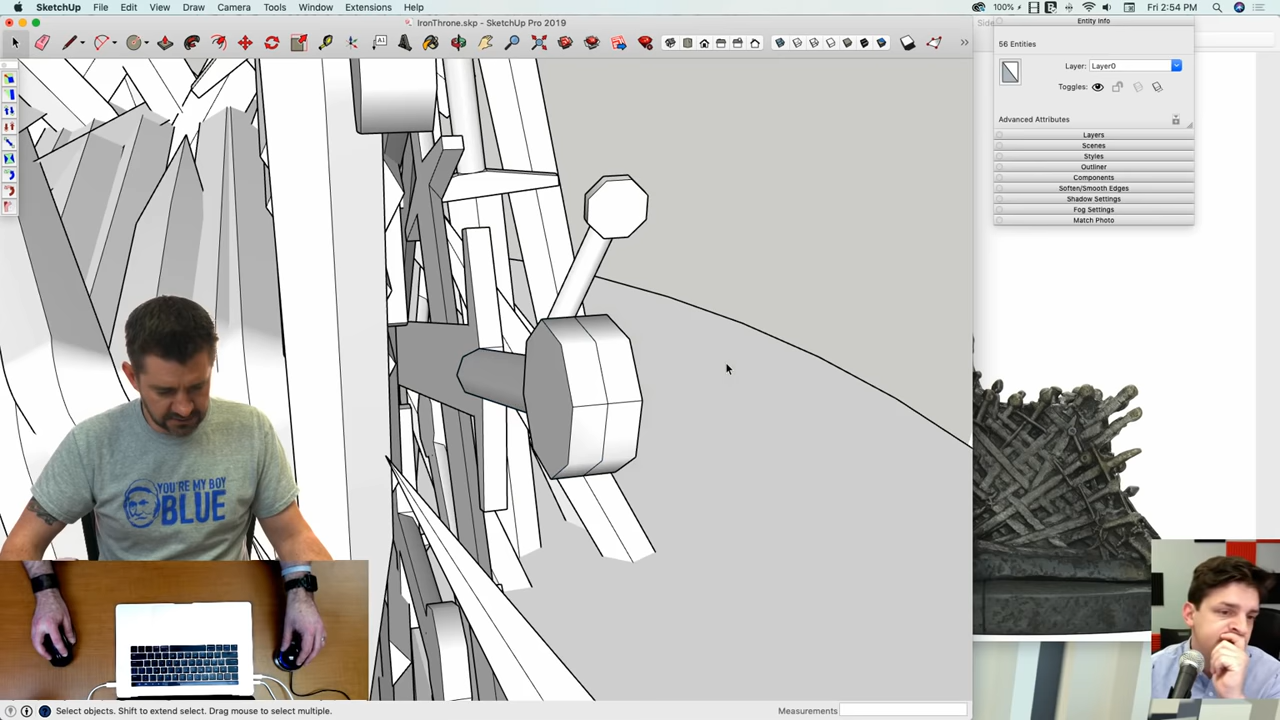 SketchUp File Edit View Draw Camera Tools Window Extensions Help
100% Fri 2:54 PM
IronThrone.skp - SketchUp Pro 2019
Side
Entity Info
56 Entities
Layer: Layer0
Toggles:
Advanced Attributes
Layers
Scenes
Styles
Outliner
Components
Soften/Smooth Edges
Shadow Settings
Fog Settings
Match Photo
YOU'RE MY BOY
BLUE
Select objects. Shift to extend select. Drag mouse to select multiple.
Measurements